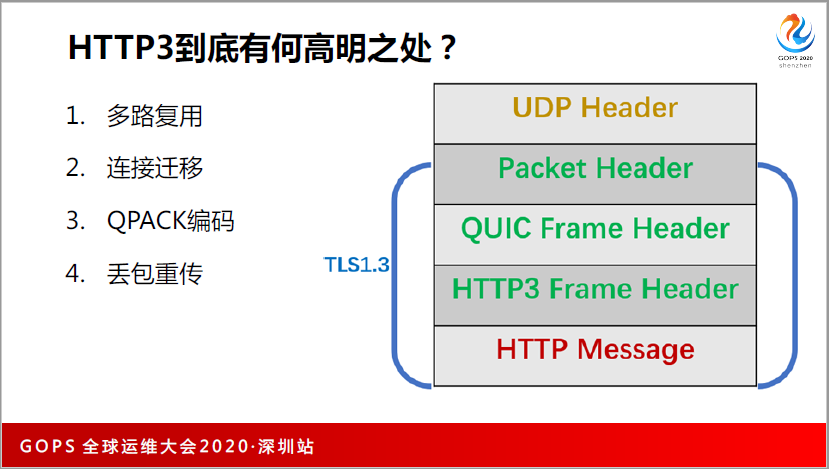 HTTP3到底有何高明之处？
GOPS 2020
shenzhen
1. 多路复用
2. 连接迁移
3. QPACK编码
4. 丢包重传
UDP Header
Packet Header
QUIC Frame Header
TLS1.3
HTTP3 Frame Header
HTTP Message
GOPS 全球运维大会2020·深圳站